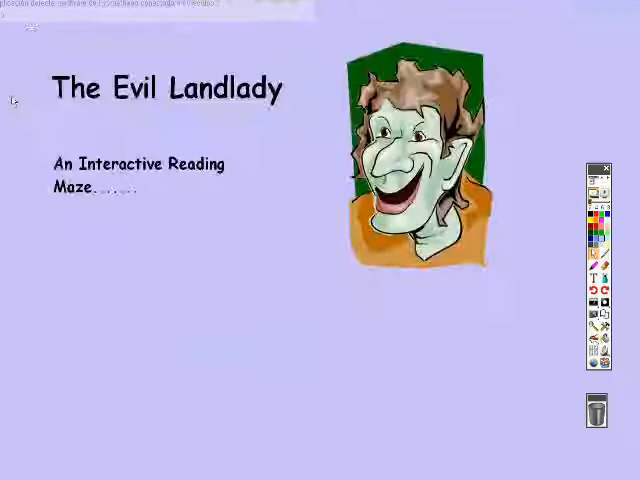 The Evil Landlady
An Interactive Reading
Maze.......